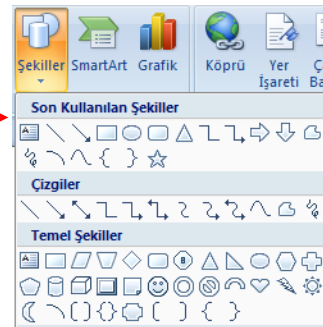 Şekiller SmartArt Grafik Köprü Yer İşareti
Son Kullanılan Şekiller
Çizgiler
Temel Şekiller